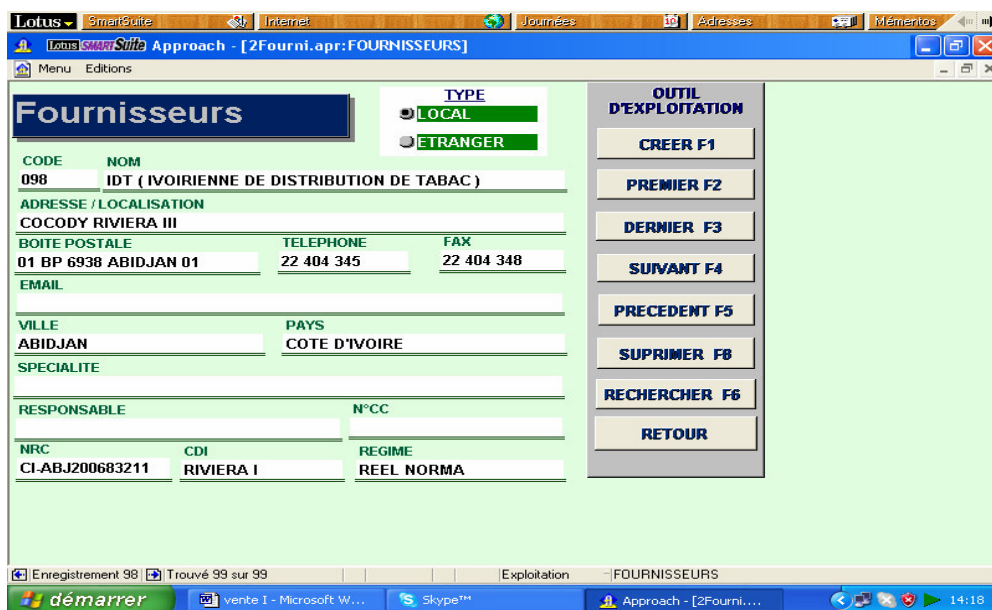 Lotus SmartSuite Internet Journées 10 Adresses Mémentos
Lotus SMARTSuite Approach - [2Fourni.apr:FOURNISSEURS]
Menu Editions
Fournisseurs
TYPE
LOCAL
ETRANGER
CODE NOM
098 IDT ( IVOIRIENNE DE DISTRIBUTION DE TABAC )
ADRESSE / LOCALISATION
COCODY RIVIERA III
BOITE POSTALE TELEPHONE FAX
01 BP 6938 ABIDJAN 01 22 404 345 22 404 348
EMAIL
VILLE PAYS
ABIDJAN COTE D'IVOIRE
SPECIALITE
RESPONSABLE N°CC
NRC CDI REGIME
CI-ABJ200683211 RIVIERA I REEL NORMA
OUTIL
D'EXPLOITATION
CREER F1
PREMIER F2
DERNIER F3
SUIVANT F4
PRECEDENT F5
SUPRIMER F8
RECHERCHER F6
RETOUR
Enregistrement 98 Trouvé 99 sur 99 Exploitation FOURNISSEURS
démarrer vente I - Microsoft W... Skype™ Approach - [2Fourni.... 14:18